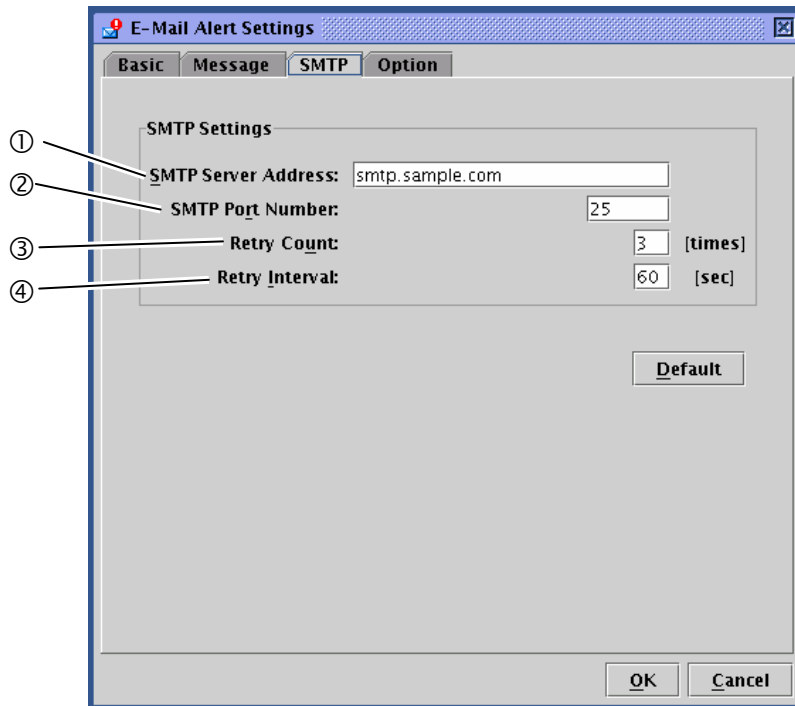 E-Mail Alert Settings
Basic Message SMTP Option
SMTP Settings
① SMTP Server Address: smtp.sample.com
② SMTP Port Number: 25
③ Retry Count: 3 [times]
④ Retry Interval: 60 [sec]
Default
OK Cancel